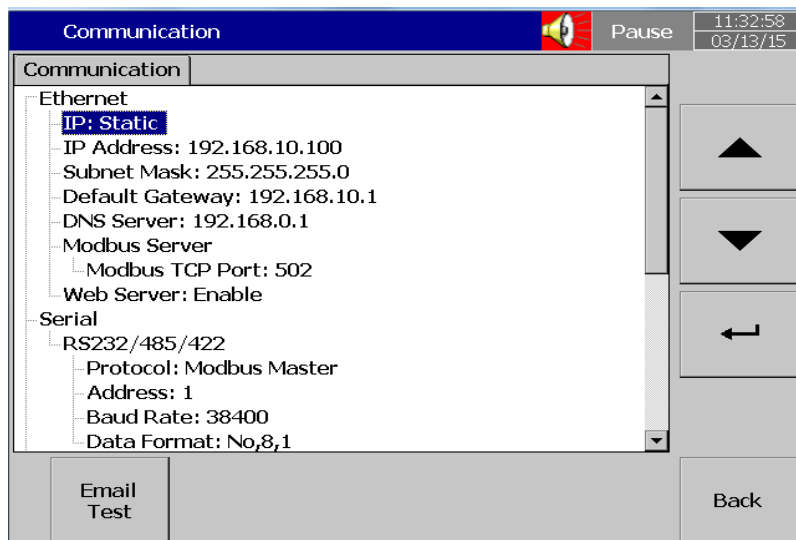 Communication
Pause
11:32:58
03/13/15
Communication
Ethernet
IP: Static
IP Address: 192.168.10.100
Subnet Mask: 255.255.255.0
Default Gateway: 192.168.10.1
DNS Server: 192.168.0.1
Modbus Server
Modbus TCP Port: 502
Web Server: Enable
Serial
RS232/485/422
Protocol: Modbus Master
Address: 1
Baud Rate: 38400
Data Format: No,8,1
Email
Test
Back